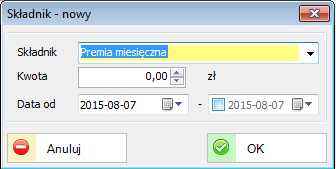 Składnik - nowy
Składnik Premia miesięczna
Kwota 0,00 zł
Data od 2015-08-07 - 2015-08-07
Anuluj OK